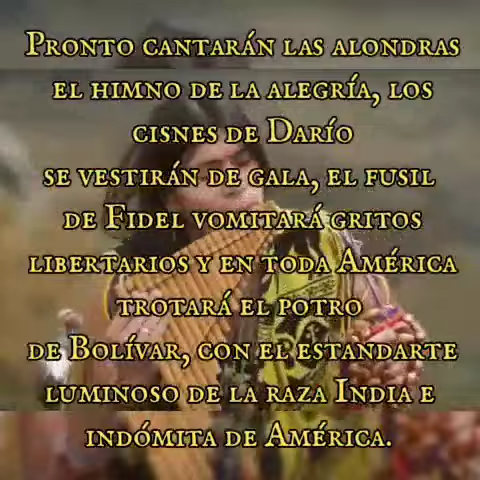 Pronto cantarán las alondras
el himno de la alegría, los
cisnes de Darío
se vestirán de gala, el fusil
de Fidel vomitará gritos
libertarios y en toda América
trotará el potro
de Bolívar, con el estandarte
luminoso de la raza India e
indómita de América.